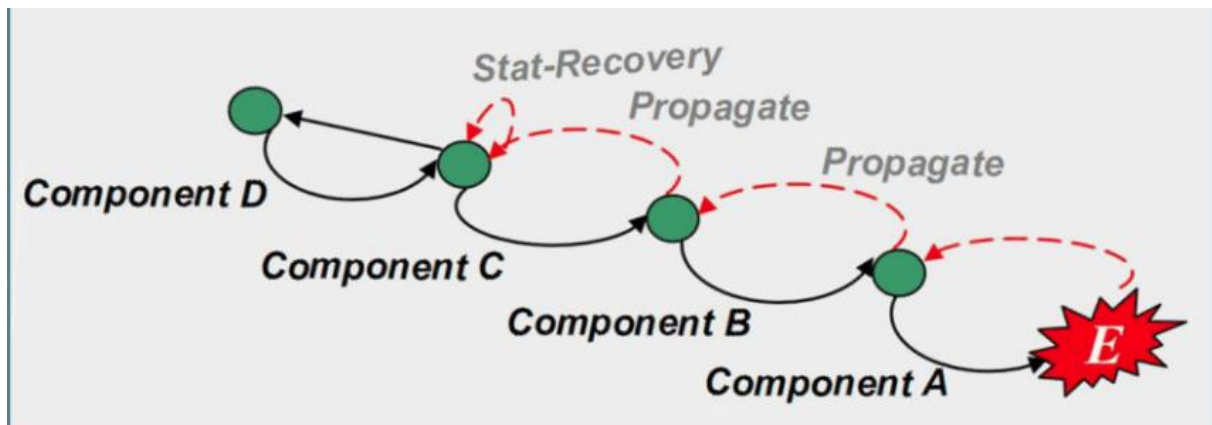 Stat-Recovery
Propagate
Propagate
Component D
Component C
Component B
Component A
E